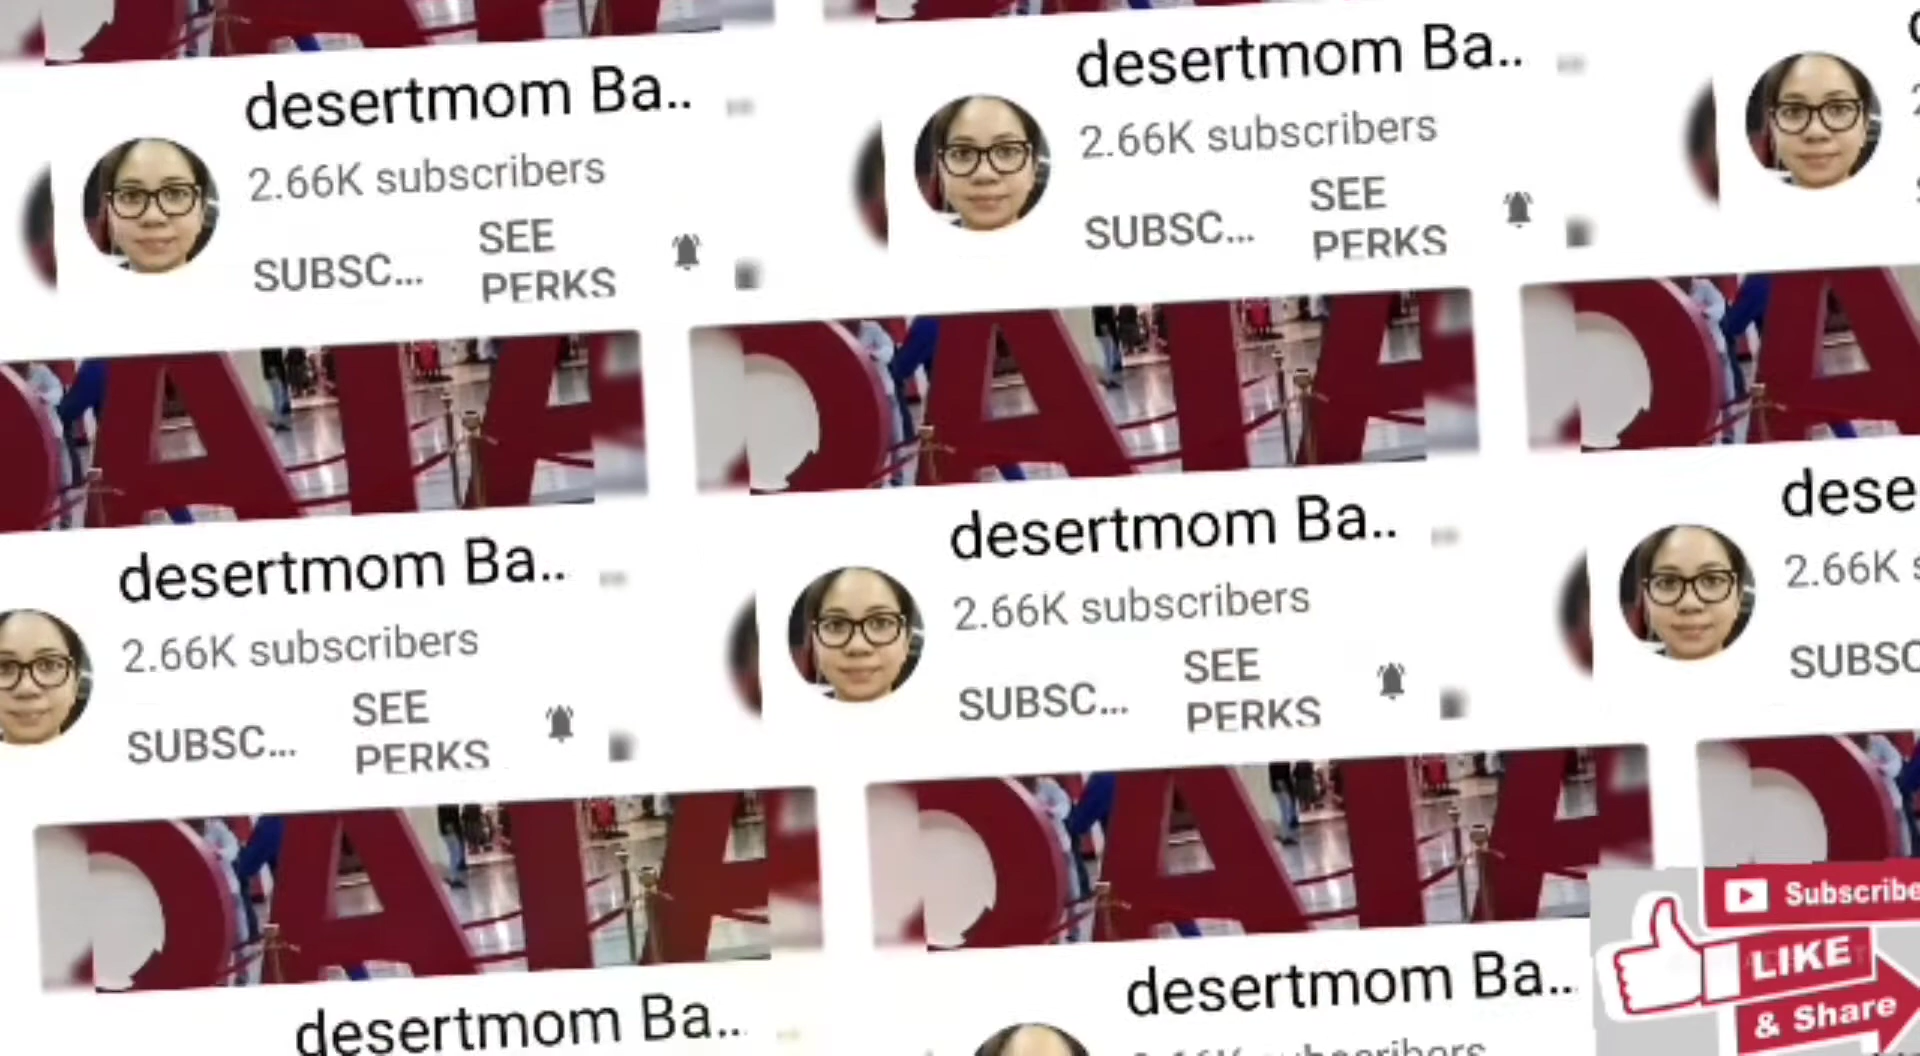 desertmom Ba..
2.66K subscribers
SUBSC...
SEE
PERKS
desertmom Ba..
2.66K subscribers
SUBSC...
SEE
PERKS
desertmom Ba..
2.66K subscribers
SUBSC...
SEE
PERKS
desertmom Ba..
2.66K subscribers
SUBSC...
SEE
PERKS
dese
2.66K
SUBSC
desertmom Ba...
desertmom Ba...
Subscribe
LIKE
& Share